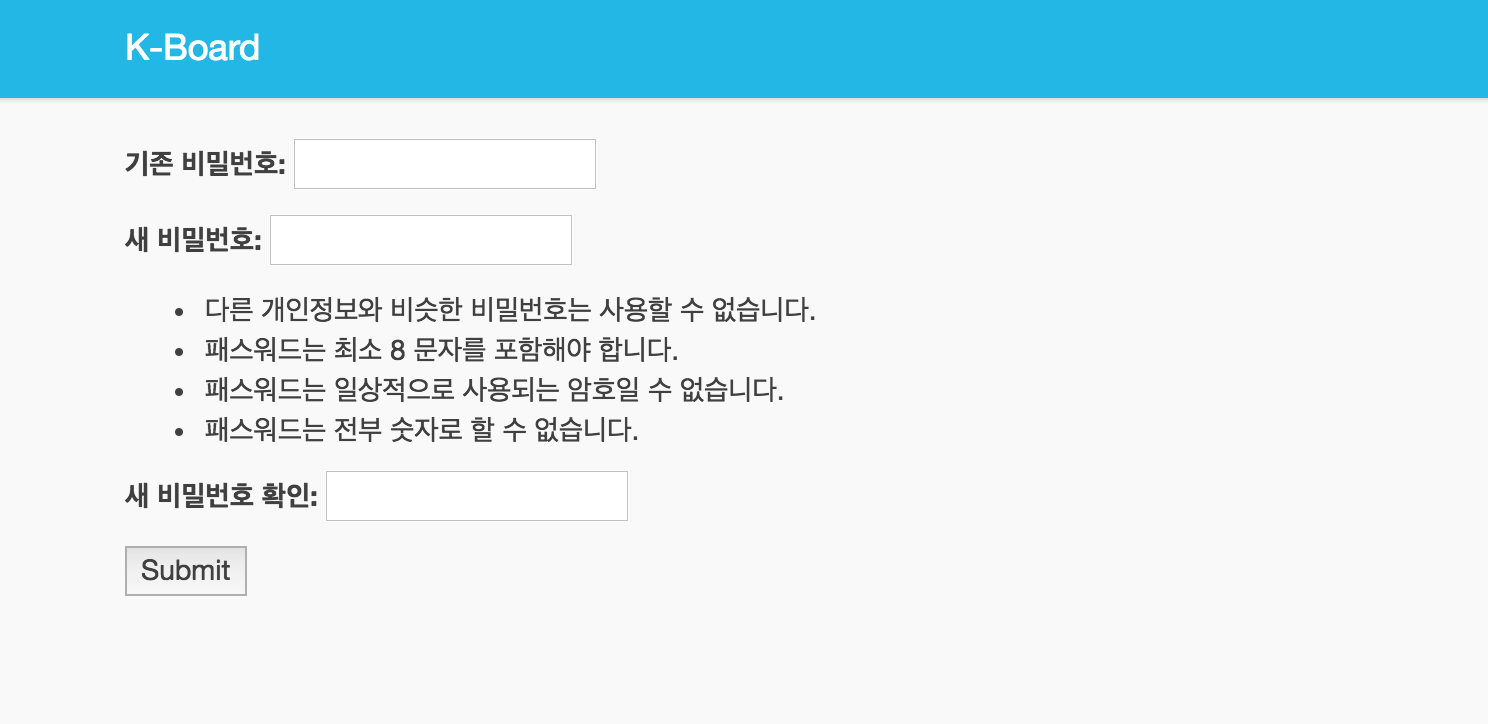 K-Board
기존 비밀번호:
새 비밀번호:
• 다른 개인정보와 비슷한 비밀번호는 사용할 수 없습니다.
• 패스워드는 최소 8 문자를 포함해야 합니다.
• 패스워드는 일상적으로 사용되는 암호일 수 없습니다.
• 패스워드는 전부 숫자로 할 수 없습니다.
새 비밀번호 확인:
Submit